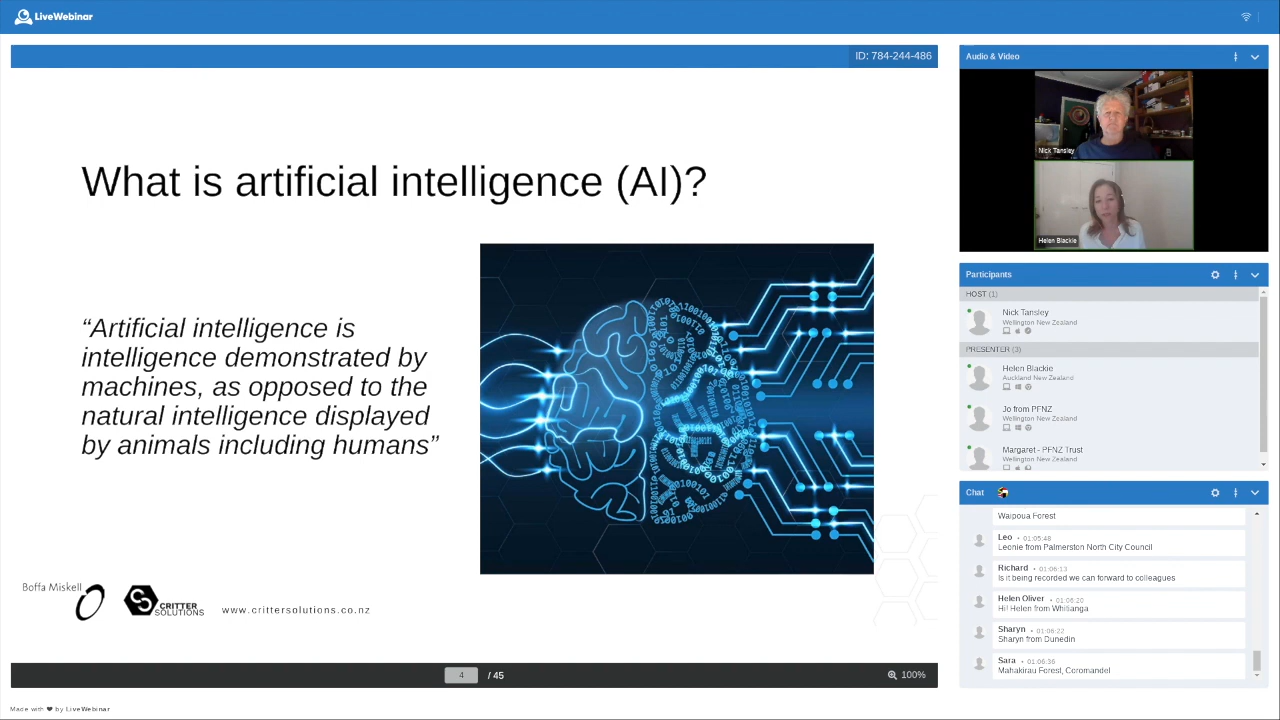 LiveWebinar
ID: 784-244-486
What is artificial intelligence (AI)?
“Artificial intelligence is
intelligence demonstrated by
machines, as opposed to the
natural intelligence displayed
by animals including humans”
Boffa Miskell
CRITTER
SOLUTIONS
www.crittersolutions.co.nz
4 / 45
100%
Made with ❤ by LiveWebinar
Audio & Video
Nick Tansley
Helen Blackie
Participants
HOST (1)
Nick Tansley
Wellington New Zealand
PRESENTER (3)
Helen Blackie
Auckland New Zealand
Jo from PFNZ
Wellington New Zealand
Margaret - PFNZ Trust
Wellington New Zealand
Chat
Waipoua Forest
Leo • 01:05:48
Leonie from Palmerston North City Council
Richard • 01:06:13
Is it being recorded we can forward to colleagues
Helen Oliver • 01:06:20
Hi! Helen from Whitianga
Sharyn • 01:06:22
Sharyn from Dunedin
Sara • 01:06:36
Mahakirau Forest, Coromandel